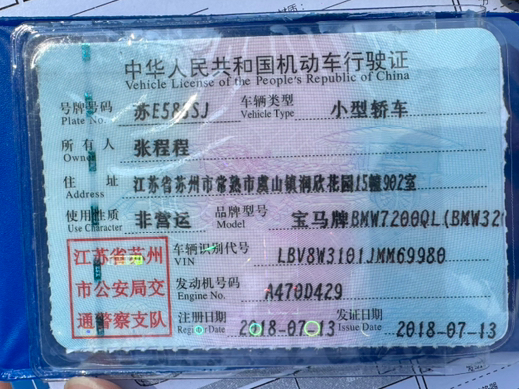 中华人民共和国机动车行驶证
Vehicle License of the People's Republic of China
号牌号码 车辆类型 小型轿车
Plate No. Vehicle Type
所有人 张程程
Owner
住址 江苏省苏州市常熟市虞山镇润欣花园15幢902室
Address
使用性质 非营运 品牌型号 宝马牌BMW7200QL(BMW32
Use Character Model
江苏省苏州
市公安局交
通警察支队
车辆识别代号 LBV8W3101JMM69980
VIN
发动机号码 A470D429
Engine No.
注册日期 2018-07-13 发证日期 2018-07-13
Register Date Issue Date